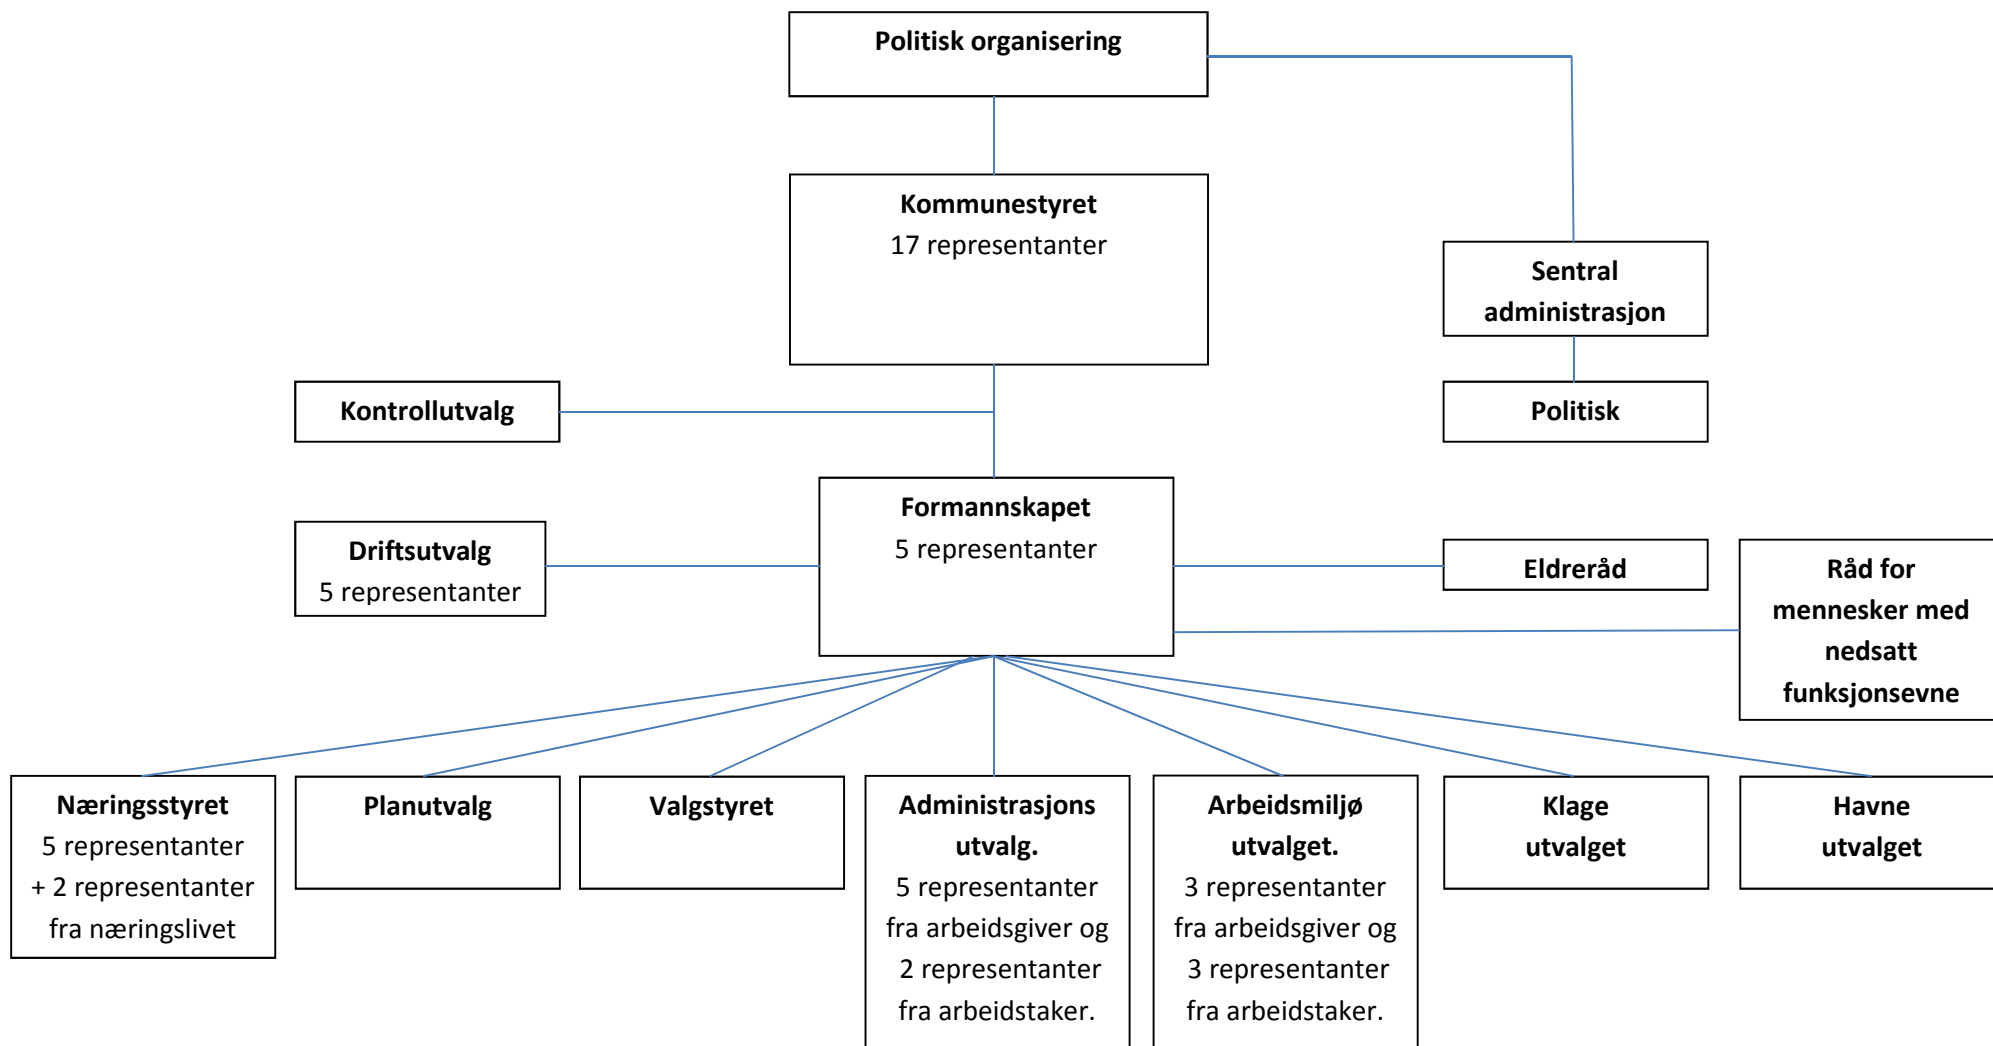 Politisk organisering
Kommunestyret
17 representanter
Sentral
administrasjon
Kontrollutvalg
Politisk
Formannskapet
5 representanter
Driftsutvalg
5 representanter
Eldreråd
Råd for
mennesker med
nedsatt
funksjonsevne
Næringsstyret
5 representanter
+ 2 representanter
fra næringslivet
Planutvalg
Valgstyret
Administrasjons
utvalg.
5 representanter
fra arbeidsgiver og
2 representanter
fra arbeidstaker.
Arbeidsmiljø
utvalget.
3 representanter
fra arbeidsgiver og
3 representanter
fra arbeidstaker.
Klage
utvalget
Havne
utvalget